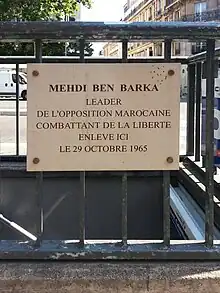 MEHDI BEN BARKA
LEADER
DE L'OPPOSITION MAROCAINE
COMBATTANT DE LA LIBERTE
ENLEVE ICI
LE 29 OCTOBRE 1965